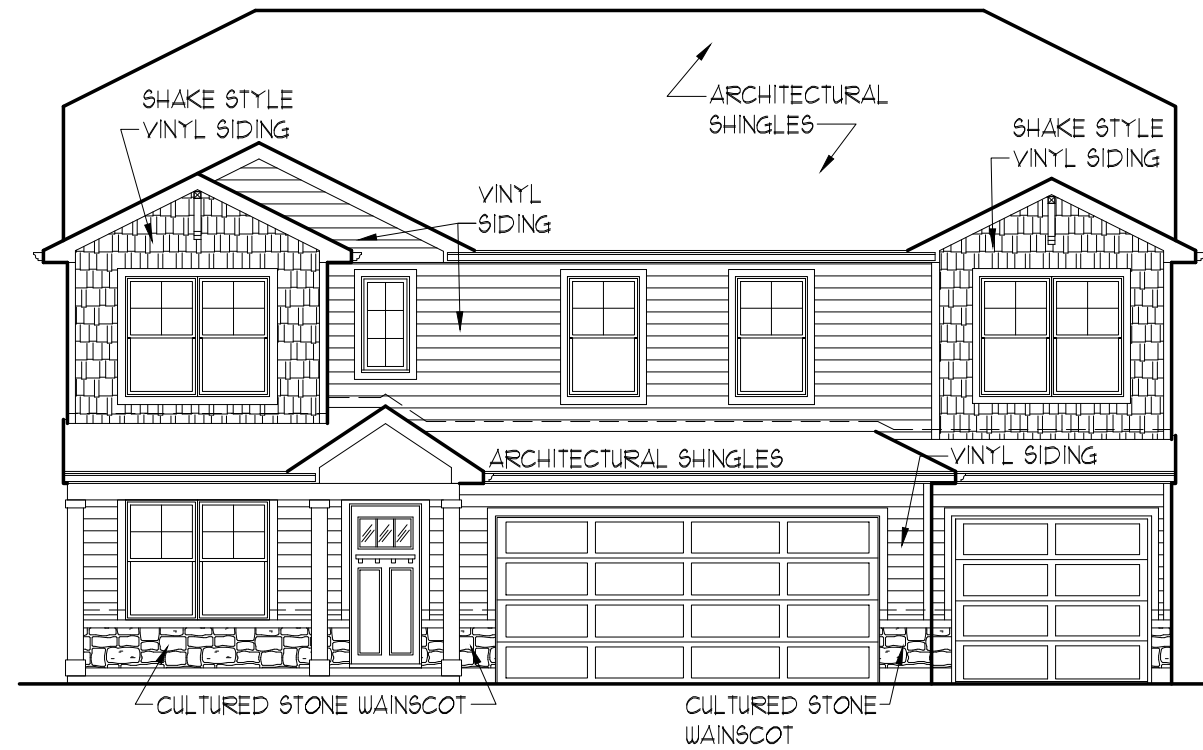 SHAKE STYLE
VINYL SIDING
ARCHITECTURAL
SHINGLES
SHAKE STYLE
VINYL SIDING
VINYL
SIDING
ARCHITECTURAL SHINGLES
VINYL SIDING
CULTURED STONE WAINSCOT
CULTURED STONE
WAINSCOT